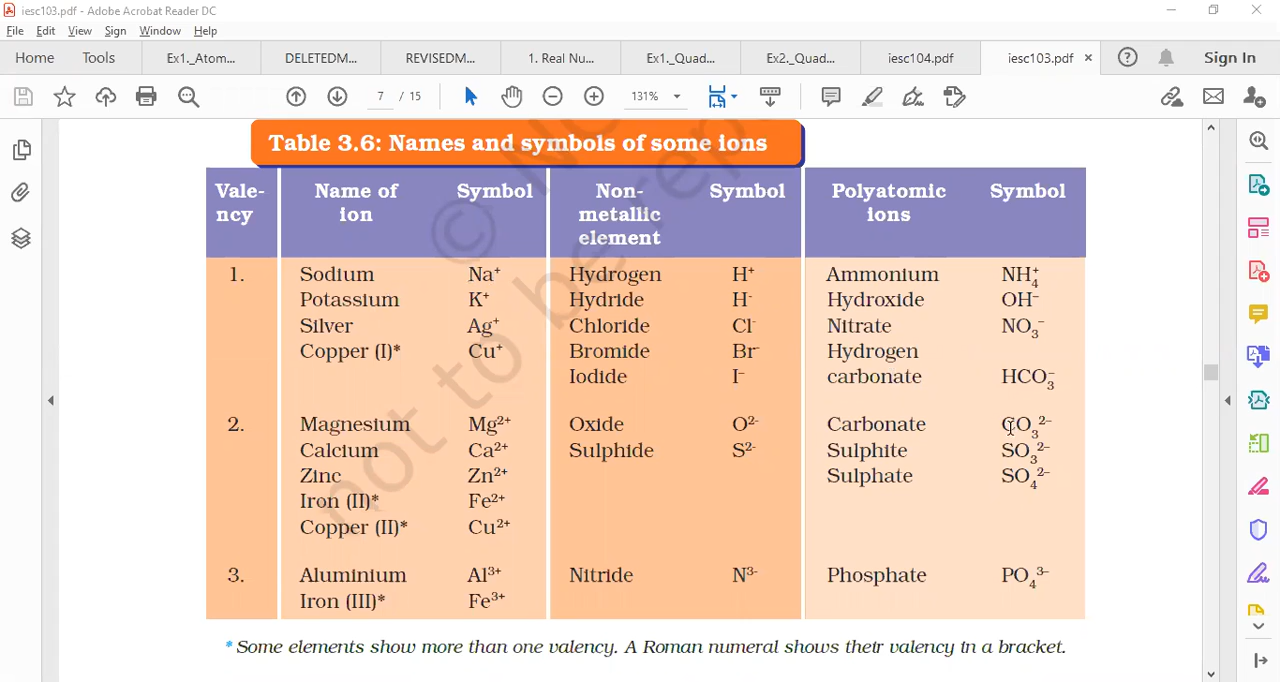 iesc103.pdf - Adobe Acrobat Reader DC
File Edit View Sign Window Help
Home Tools Ex1._Atom... DELETEDM... REVISEDM... 1. Real Nu... Ex1._Quad... Ex2._Quad... iesc104.pdf iesc103.pdf × Sign In
7 / 15 131%
Table 3.6: Names and symbols of some ions
Vale- Name of Symbol Non- Symbol Polyatomic Symbol
ncy ion metallic ions
element
1. Sodium Na⁺ Hydrogen H⁺ Ammonium NH₄⁺
Potassium K⁺ Hydride H⁻ Hydroxide OH⁻
Silver Ag⁺ Chloride Cl⁻ Nitrate NO₃⁻
Copper (I)* Cu⁺ Bromide Br⁻ Hydrogen
Iodide I⁻ carbonate HCO₃⁻
2. Magnesium Mg²⁺ Oxide O²⁻ Carbonate CO₃²⁻
Calcium Ca²⁺ Sulphide S²⁻ Sulphite SO₃²⁻
Zinc Zn²⁺ Sulphate SO₄²⁻
Iron (II)* Fe²⁺
Copper (II)* Cu²⁺
3. Aluminium Al³⁺ Nitride N³⁻ Phosphate PO₄³⁻
Iron (III)* Fe³⁺
* Some elements show more than one valency. A Roman numeral shows their valency in a bracket.
©
not to be rep